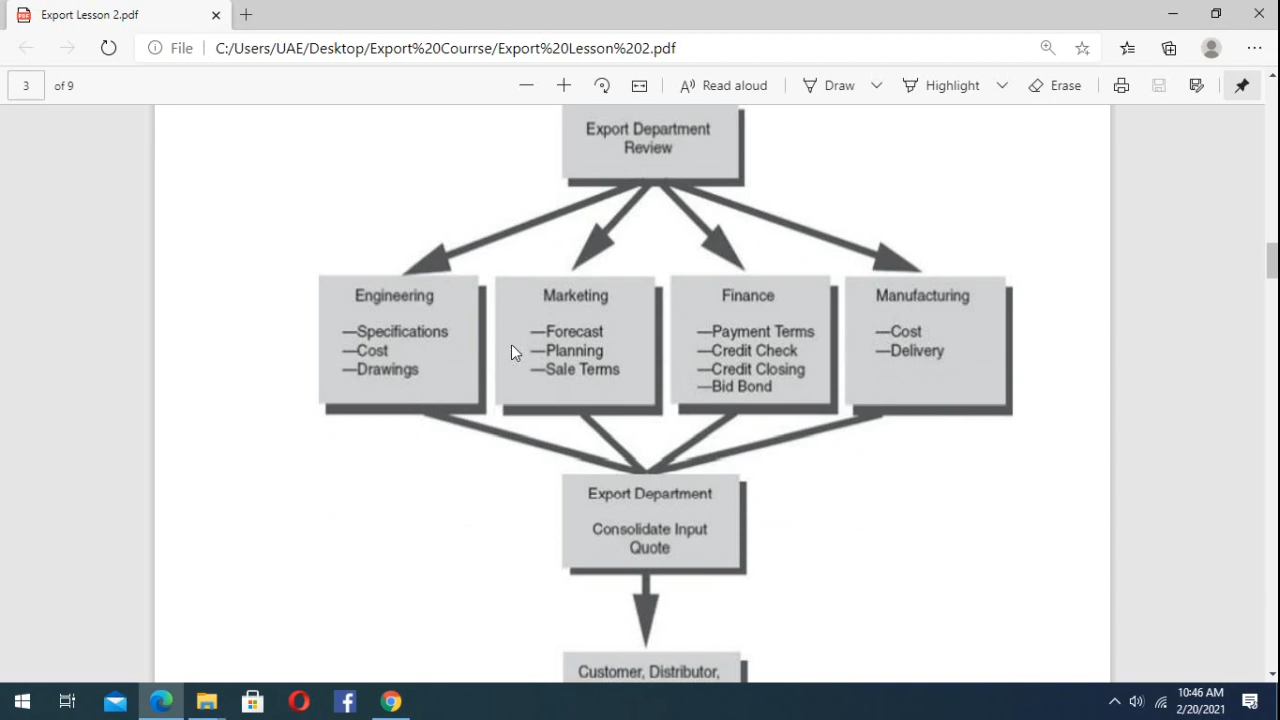 Export Lesson 2.pdf
File
C:/Users/UAE/Desktop/Export%20Courrse/Export%20Lesson%202.pdf
3
of 9
Read aloud
Draw
Highlight
Erase
Export Department
Review
Engineering
—Specifications
—Cost
—Drawings
Marketing
—Forecast
—Planning
—Sale Terms
Finance
—Payment Terms
—Credit Check
—Credit Closing
—Bid Bond
Manufacturing
—Cost
—Delivery
Export Department
Consolidate Input
Quote
Customer, Distributor,
10:46 AM
2/20/2021